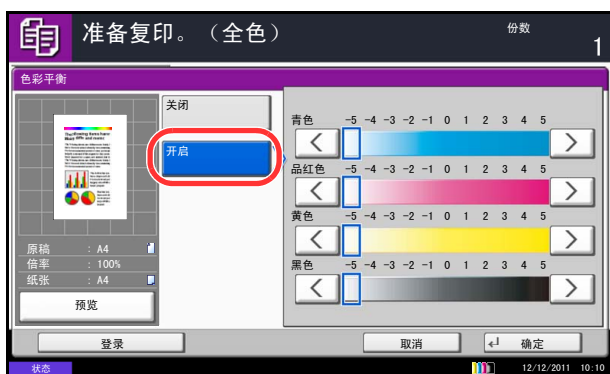 准备复印。（全色）
份数
1
色彩平衡
关闭
开启
原稿 : A4
倍率 : 100%
纸张 : A4
预览
青色 -5 -4 -3 -2 -1 0 1 2 3 4 5
品红色 -5 -4 -3 -2 -1 0 1 2 3 4 5
黄色 -5 -4 -3 -2 -1 0 1 2 3 4 5
黑色 -5 -4 -3 -2 -1 0 1 2 3 4 5
登录
取消
确定
状态
12/12/2011 10:10